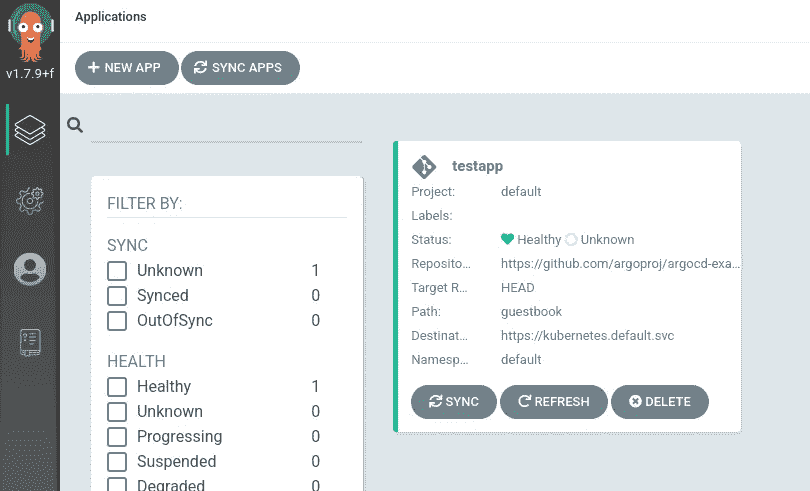 Applications
v1.7.9+f
NEW APP
SYNC APPS
FILTER BY:
SYNC
Unknown 1
Synced 0
OutOfSync 0
HEALTH
Healthy 1
Unknown 0
Progressing 0
Suspended 0
Degraded 0
testapp
Project: default
Labels:
Status: Healthy Unknown
Reposito... https://github.com/argoproj/argocd-exa...
Target R... HEAD
Path: guestbook
Destinat... https://kubernetes.default.svc
Namesp... default
SYNC REFRESH DELETE